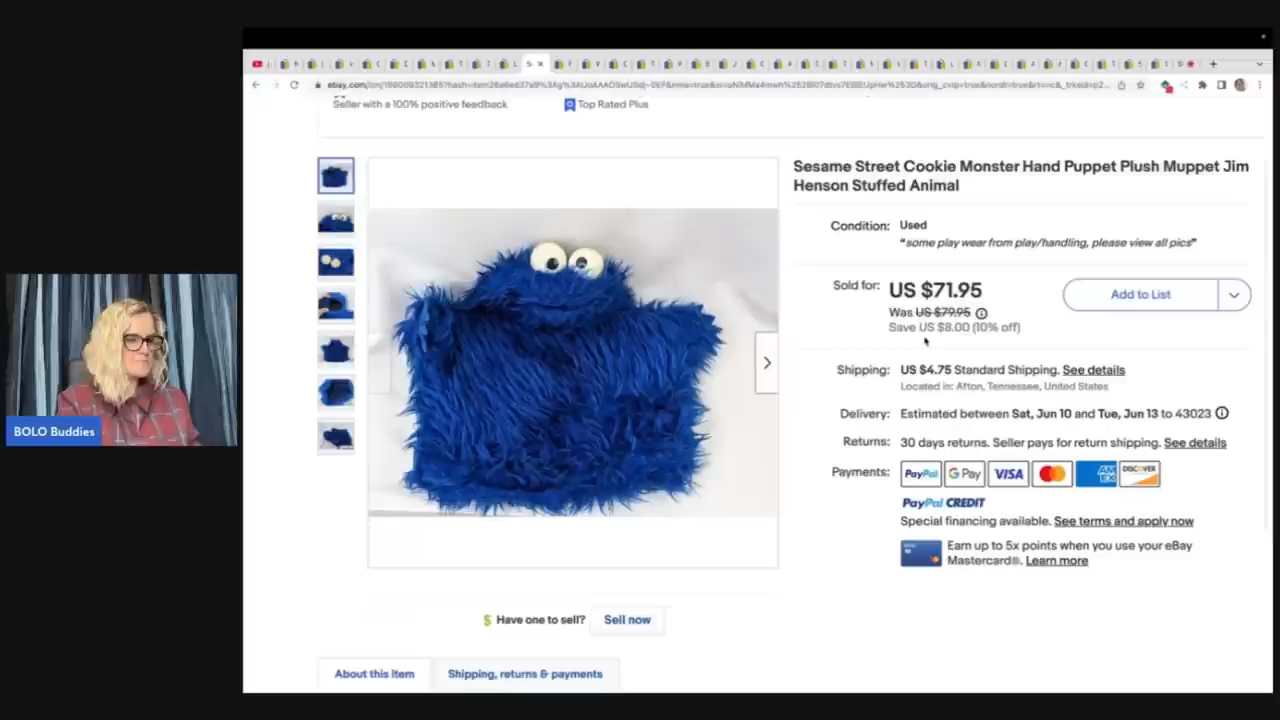 Seller with a 100% positive feedback
Top Rated Plus
Sesame Street Cookie Monster Hand Puppet Plush Muppet Jim
Henson Stuffed Animal
Condition: Used
"some play wear from play/handling, please view all pics"
Sold for: US $71.95
Add to List
Was US $79.95
Save US $8.00 (10% off)
Shipping: US $4.75 Standard Shipping. See details
Located in: Afton, Tennessee, United States
Delivery: Estimated between Sat, Jun 10 and Tue, Jun 13 to 43023
Returns: 30 days returns. Seller pays for return shipping. See details
Payments: PayPal G Pay VISA MasterCard AM EX DISCOVER
PayPal CREDIT
Special financing available. See terms and apply now
Earn up to 5x points when you use your eBay
Mastercard®. Learn more
BOLO Buddies
$ Have one to sell? Sell now
About this item
Shipping, returns & payments